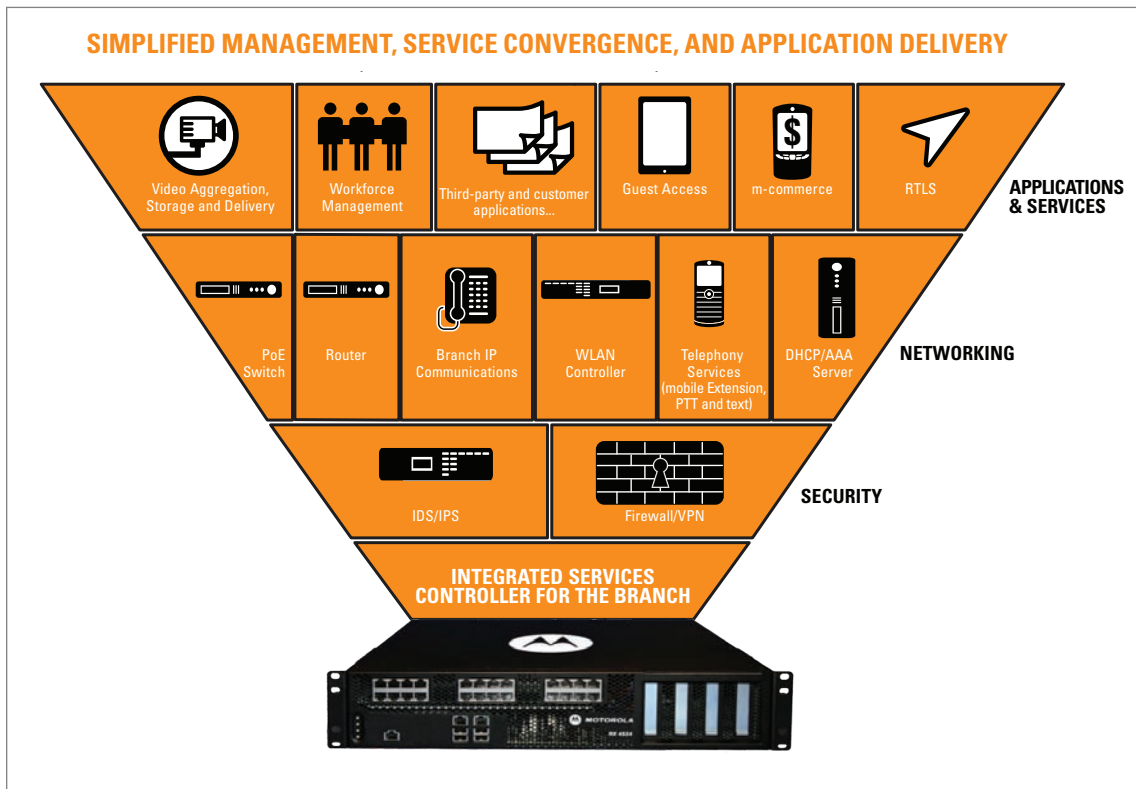 SIMPLIFIED MANAGEMENT, SERVICE CONVERGENCE, AND APPLICATION DELIVERY
Video Aggregation,
Storage and Delivery
Workforce
Management
Third-party and customer
applications...
Guest Access
$
m-commerce
RTLS
APPLICATIONS
& SERVICES
PoE
Switch
Router
Branch IP
Communications
WLAN
Controller
Telephony
Services
(mobile Extension,
PTT and text)
DHCP/AAA
Server
NETWORKING
IDS/IPS
Firewall/VPN
SECURITY
INTEGRATED SERVICES
CONTROLLER FOR THE BRANCH
MOTOROLA